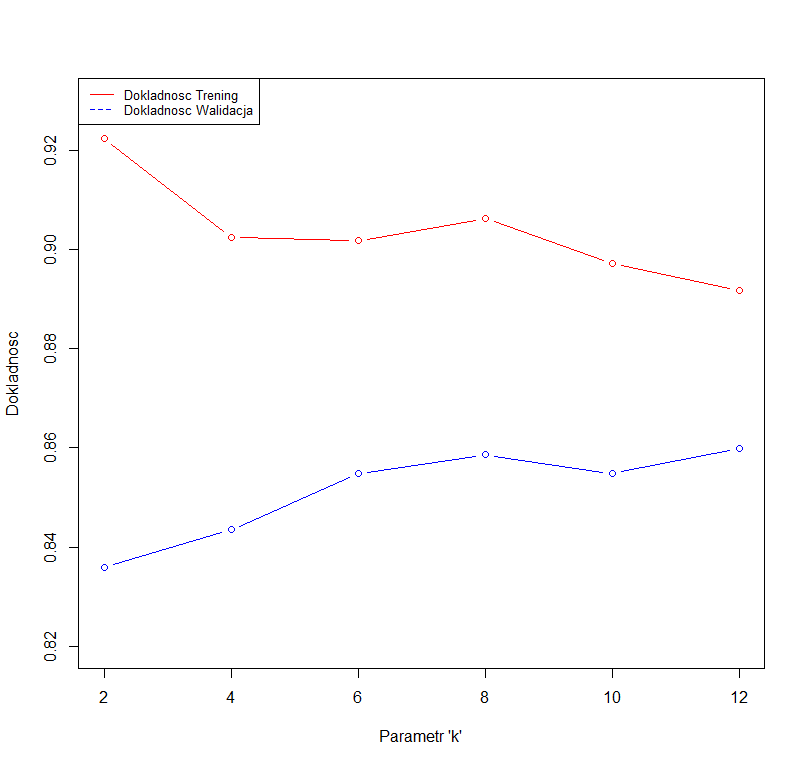 Dokladnosc Trening
Dokladnosc Walidacja
Dokladnosc
0.92
0.90
0.88
0.86
0.84
0.82
2 4 6 8 10 12
Parametr 'k'